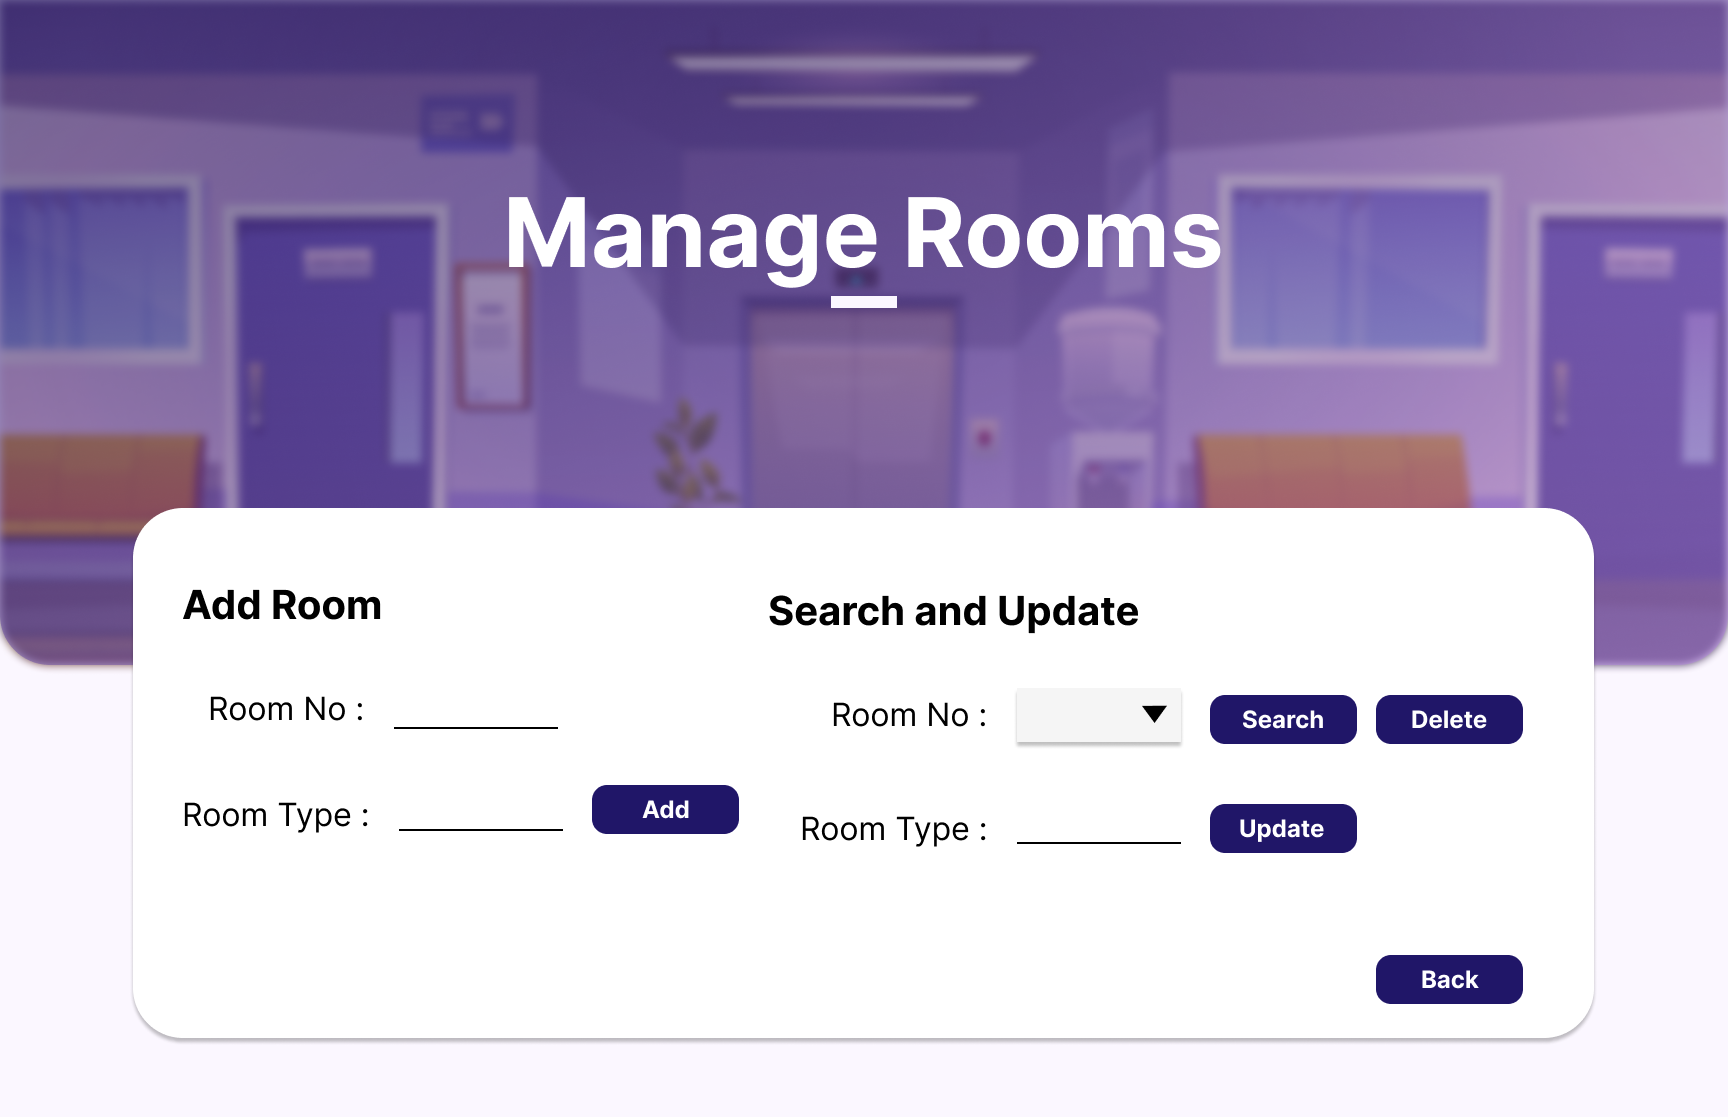 Manage Rooms
Add Room
Room No :
Room Type :
Add
Search and Update
Room No :
Search
Delete
Room Type :
Update
Back